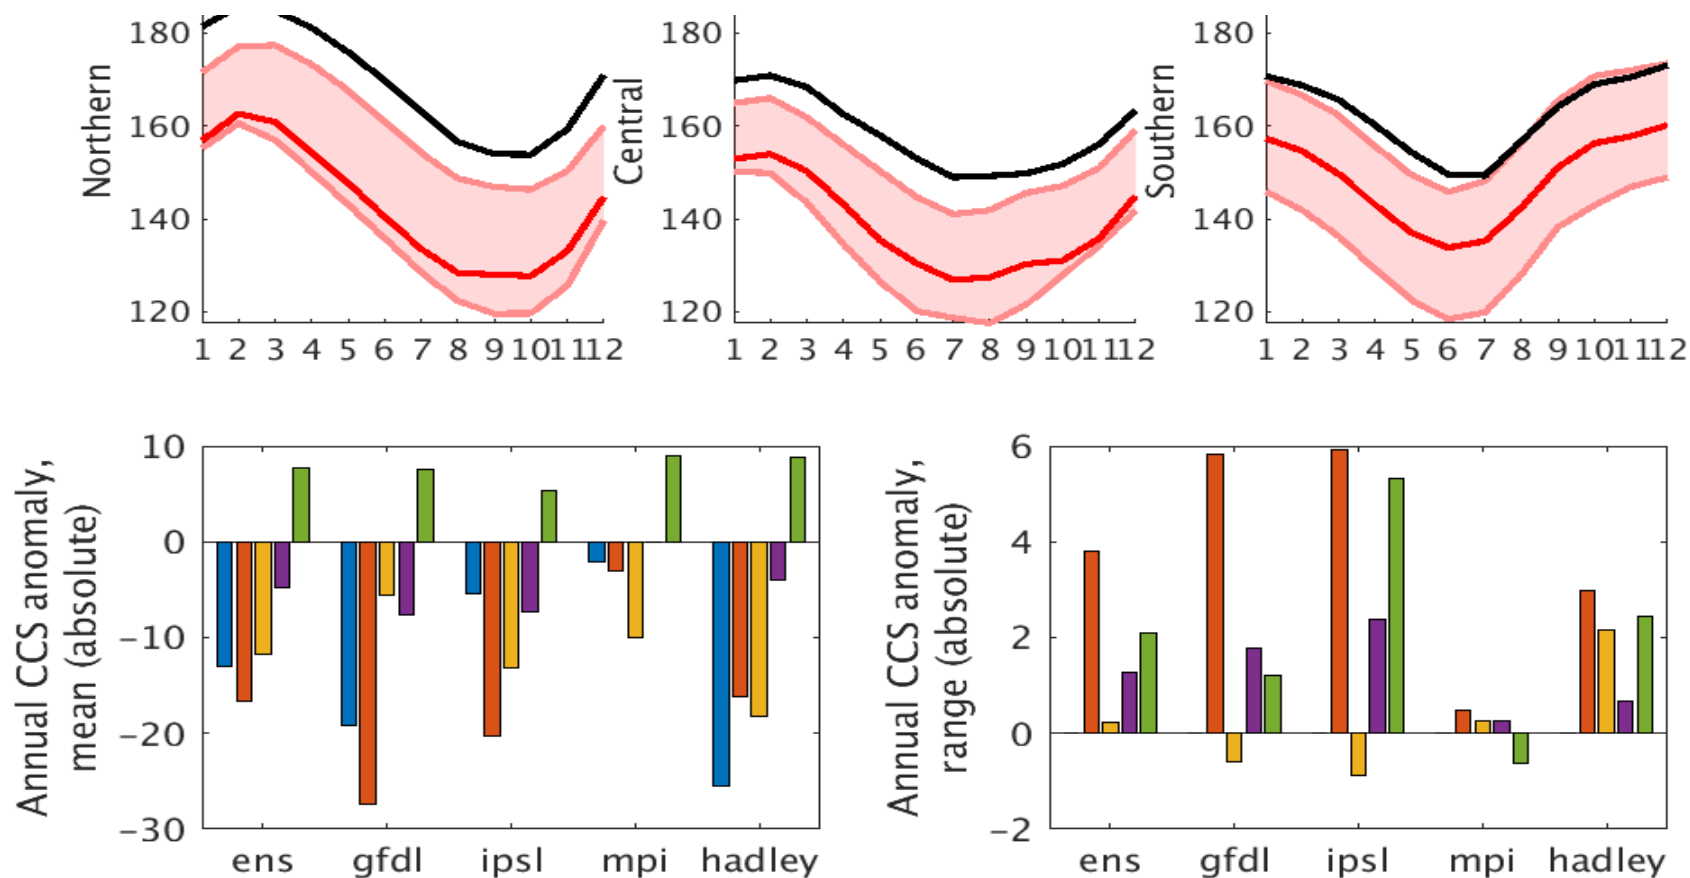 Northern
180
160
140
120
1 2 3 4 5 6 7 8 9 10 11 12
Central
180
160
140
120
1 2 3 4 5 6 7 8 9 10 11 12
Southern
180
160
140
120
1 2 3 4 5 6 7 8 9 10 11 12
Annual CCS anomaly,
mean (absolute)
10
0
-10
-20
-30
ens gfdl ipsl mpi hadley
Annual CCS anomaly,
range (absolute)
6
4
2
0
-2
ens gfdl ipsl mpi hadley